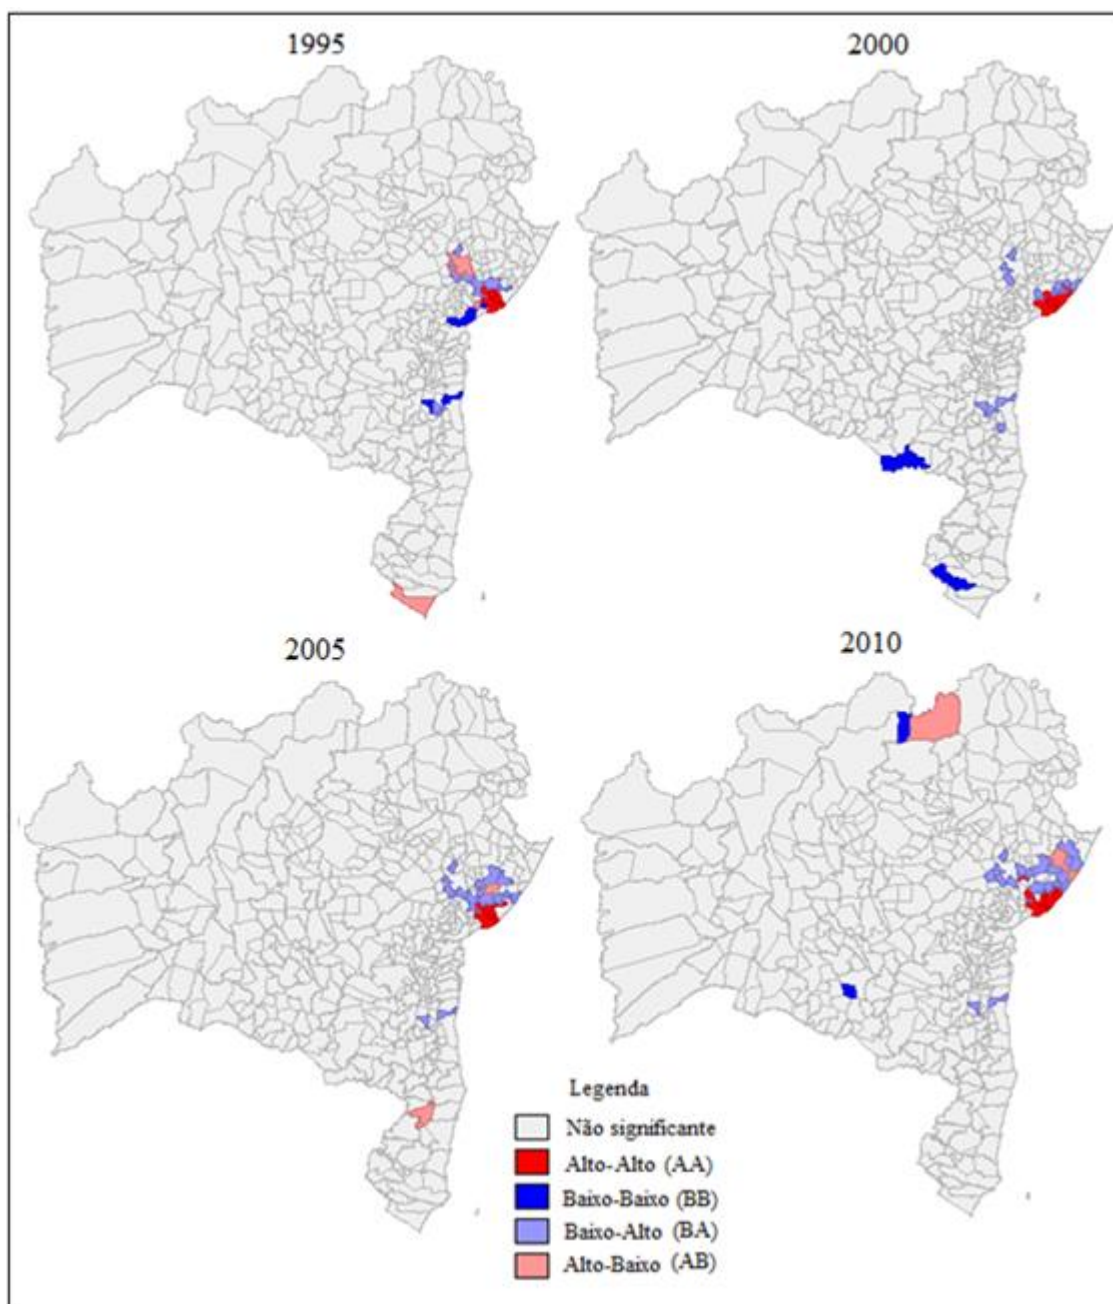 1995
2000
2005
2010
Legenda
Não significante
Alto-Alto (AA)
Baixo-Baixo (BB)
Baixo-Alto (BA)
Alto-Baixo (AB)